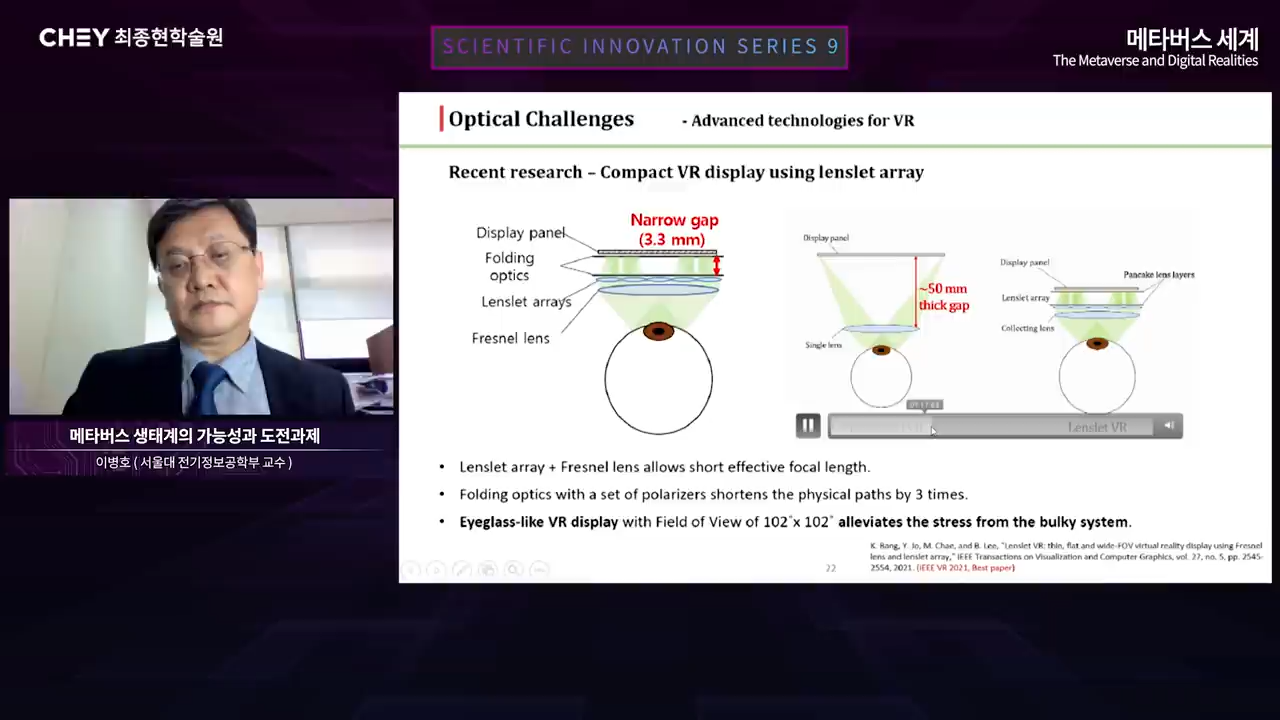 CHEY 최종현학술원
SCIENTIFIC INNOVATION SERIES 9
메타버스 세계
The Metaverse and Digital Realities
Optical Challenges - Advanced technologies for VR
Recent research – Compact VR display using lenslet array
Narrow gap
(3.3 mm)
Display panel
Folding
optics
Lenslet arrays
Fresnel lens
Display panel
~50 mm
thick gap
Single lens
Display panel
Pancake lens layers
Lenslet array
Collecting lens
Lenslet VR
• Lenslet array + Fresnel lens allows short effective focal length.
• Folding optics with a set of polarizers shortens the physical paths by 3 times.
• Eyeglass-like VR display with Field of View of 102°x 102° alleviates the stress from the bulky system.
K. Bang, Y. Jo, M. Chae, and B. Lee, "Lenslet VR: thin, flat and wide-FOV virtual reality display using Fresnel
lens and lenslet array," IEEE Transactions on Visualization and Computer Graphics, vol. 27, no. 5, pp. 2545-
2554, 2021. (IEEE VR 2021, Best paper)
22
메타버스 생태계의 가능성과 도전과제
이병호 ( 서울대 전기정보공학부 교수 )